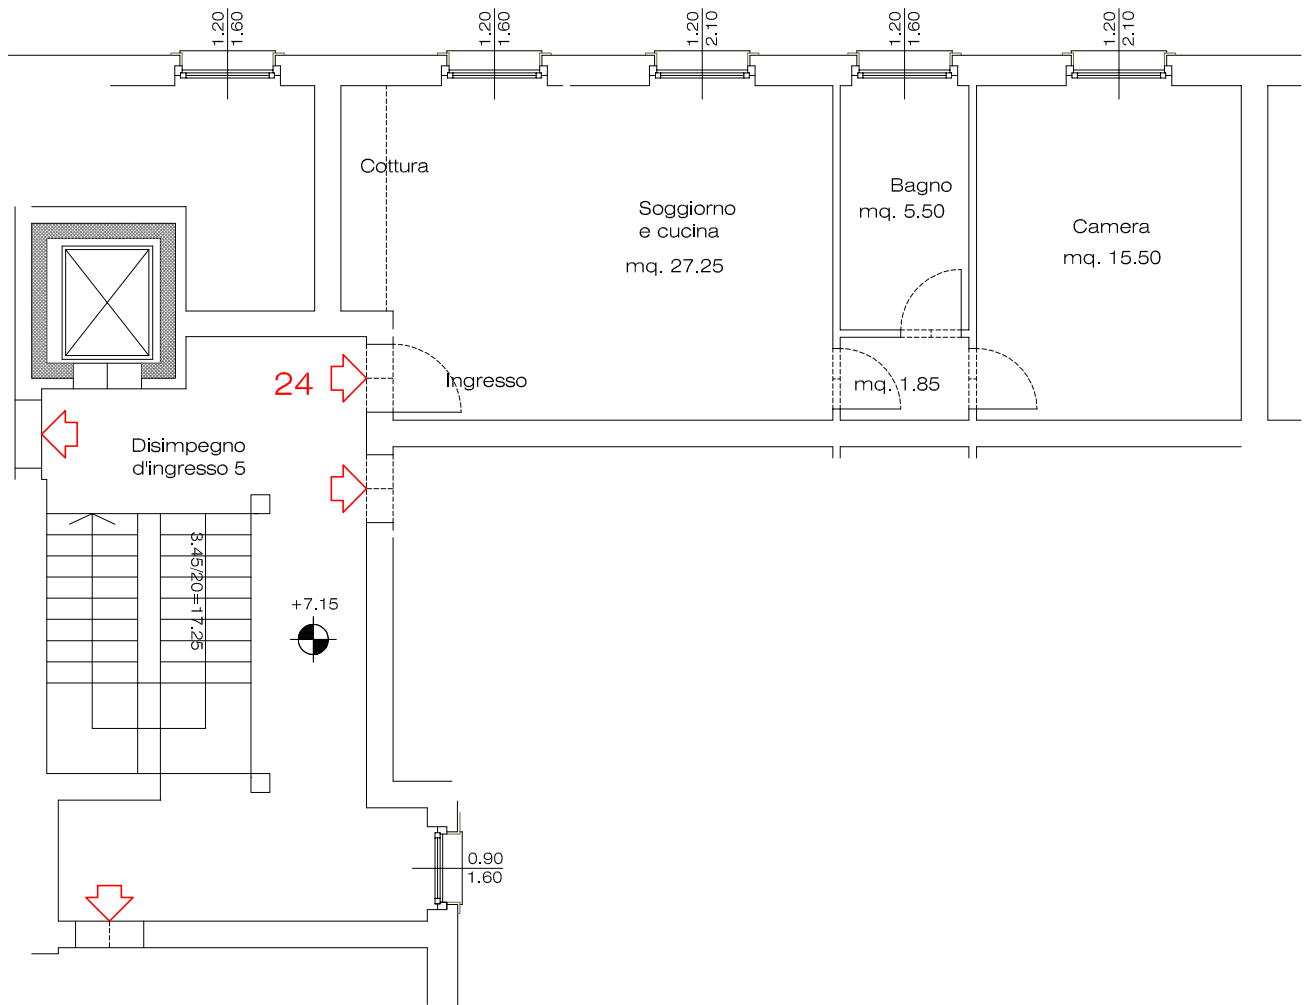 1.20
1.60
1.20
1.60
1.20
2.10
1.20
1.60
1.20
2.10
Cottura
Soggiorno
e cucina
mq. 27.25
Bagno
mq. 5.50
Camera
mq. 15.50
24
Ingresso
mq. 1.85
Disimpegno
d'ingresso 5
3.45/20=17.25
+7.15
0.90
1.60